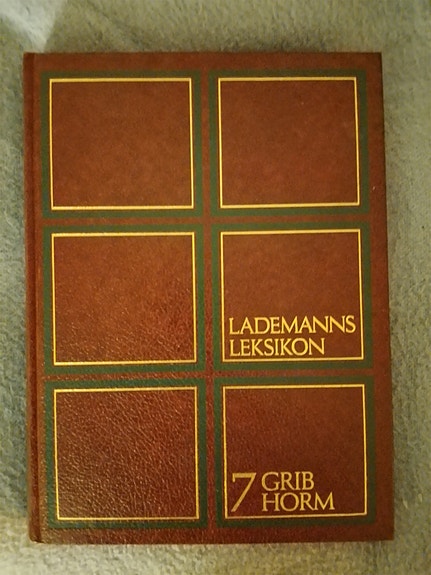 LADEMANNS
LEKSIKON
7 GRIB
HORM